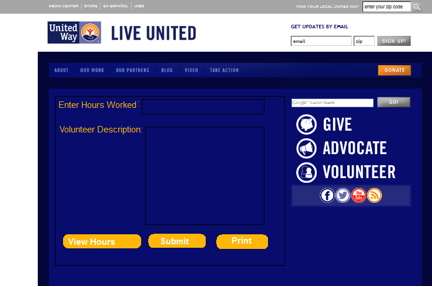 MEDIA CENTER | STORE | EN ESPAÑOL | JOBS
FIND YOUR LOCAL UNITED WAY
enter your zip code
United Way
LIVE UNITED
GET UPDATES BY EMAIL
email
zip
SIGN UP!
ABOUT OUR WORK OUR PARTNERS BLOG VIDEO TAKE ACTION
DONATE
Enter Hours Worked
Volunteer Description:
View Hours
Submit
Print
Google™ Custom Search
GO!
GIVE
ADVOCATE
VOLUNTEER